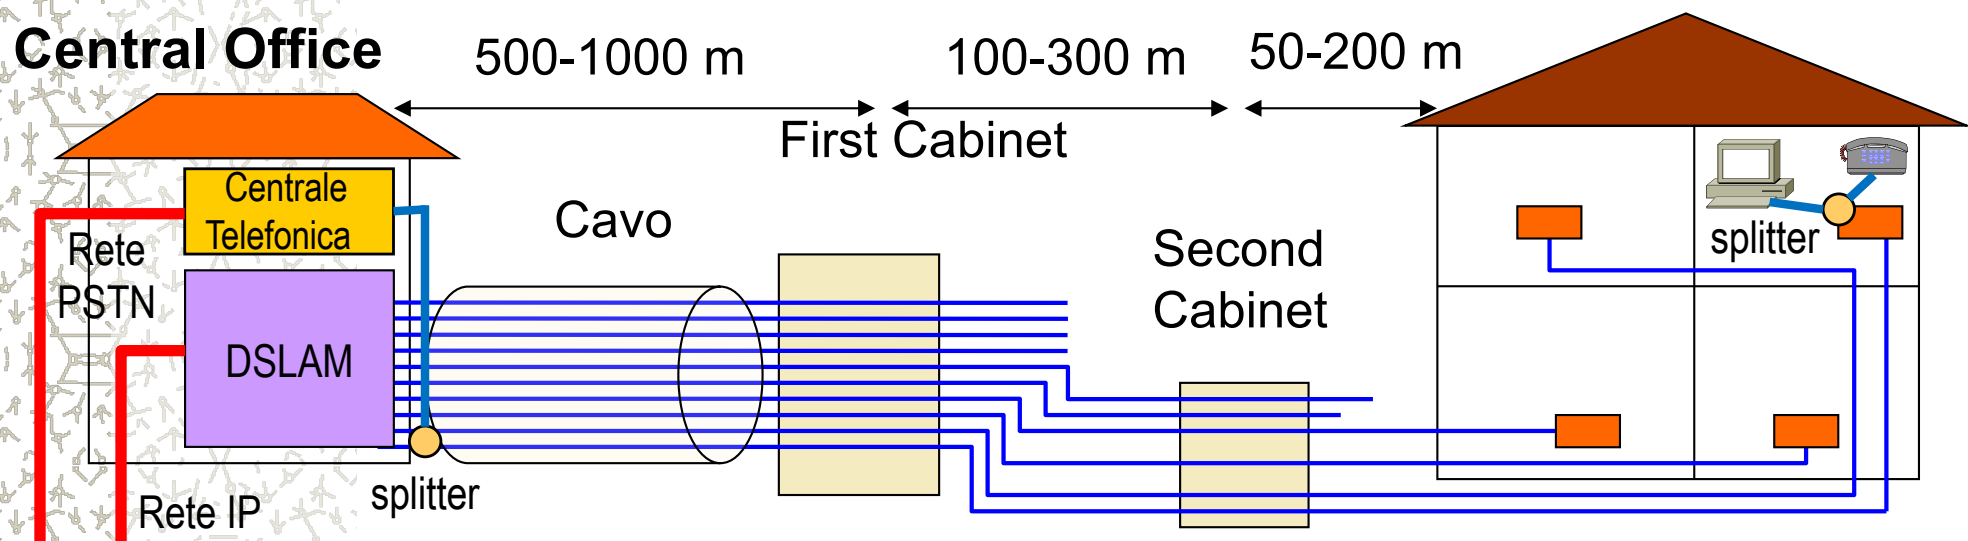 Central Office
500-1000 m
100-300 m
50-200 m
First Cabinet
Centrale
Telefonica
Cavo
Rete
PSTN
Second
Cabinet
splitter
DSLAM
splitter
Rete IP